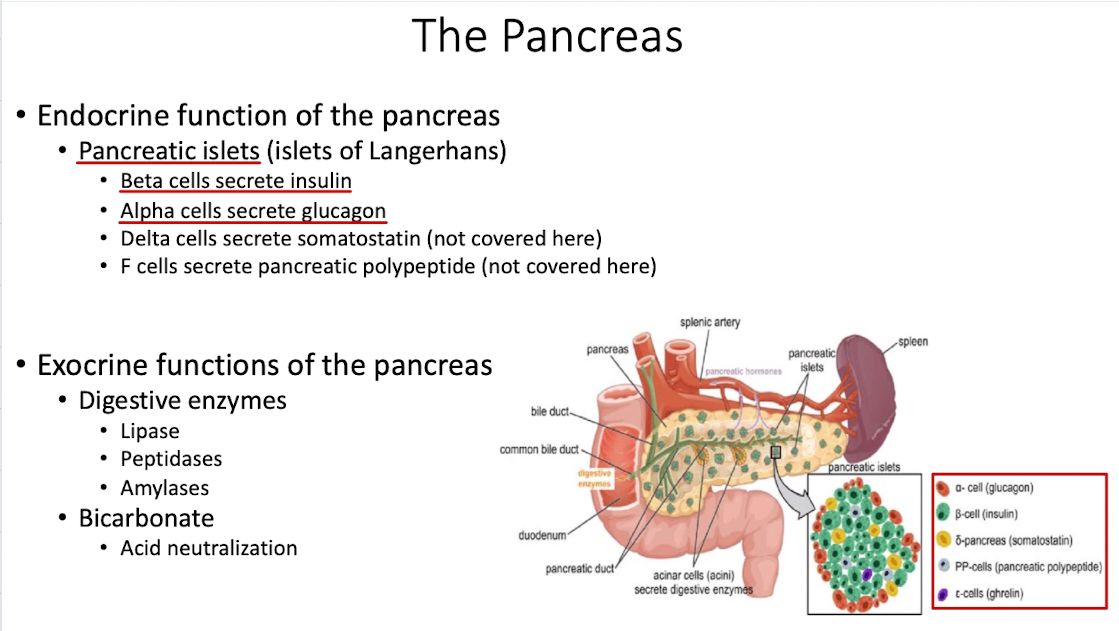 The Pancreas
• Endocrine function of the pancreas
• Pancreatic islets (islets of Langerhans)
• Beta cells secrete insulin
• Alpha cells secrete glucagon
• Delta cells secrete somatostatin (not covered here)
• F cells secrete pancreatic polypeptide (not covered here)
• Exocrine functions of the pancreas
• Digestive enzymes
• Lipase
• Peptidases
• Amylases
• Bicarbonate
• Acid neutralization
splenic artery
pancreas
pancreatic hormones
pancreatic
islets
spleen
bile duct
common bile duct
digestive
enzymes
duodenum
pancreatic duct
acinar cells (acini)
secrete digestive enzymes
pancreatic islets
α- cell (glucagon)
β-cell (insulin)
δ-pancreas (somatostatin)
PP-cells (pancreatic polypeptide)
ε-cells (ghrelin)